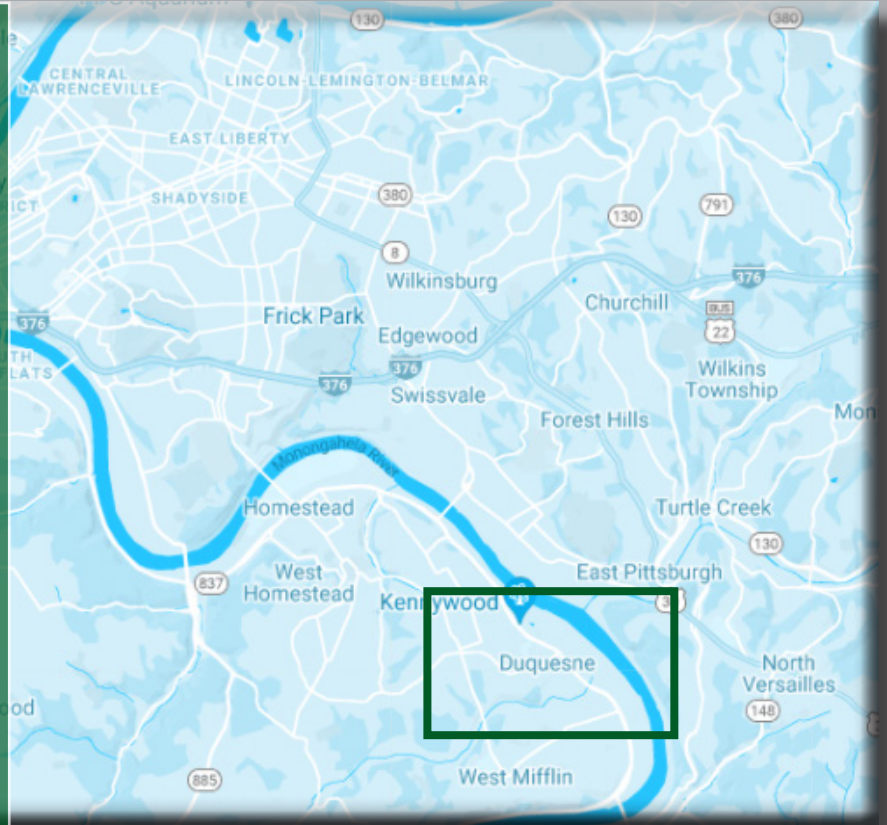 130
380
CENTRAL
LAWRENCEVILLE
LINCOLN-LEMINGTON-BELMAR
EAST LIBERTY
SHADYSIDE
380
130
791
8
Wilkinsburg
376
Churchill
BUS
22
Frick Park
376
Edgewood
376
376
Swissvale
Wilkins
Township
Forest Hills
Mon
Monongahela River
Homestead
Turtle Creek
130
837
West
Homestead
East Pittsburgh
Kennywood
Duquesne
North
Versailles
148
885
West Mifflin